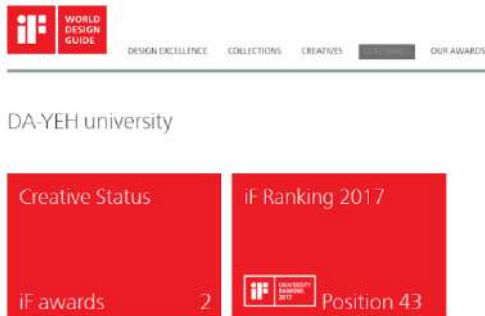 iF WORLD
DESIGN
GUIDE
DESIGN EXCELLENCE COLLECTIONS CREATIVES OUR AWARDS
DA-YEH university
Creative Status
iF Ranking 2017
iF awards 2
iF UNIVERSITY
RANKING
2017
Position 43